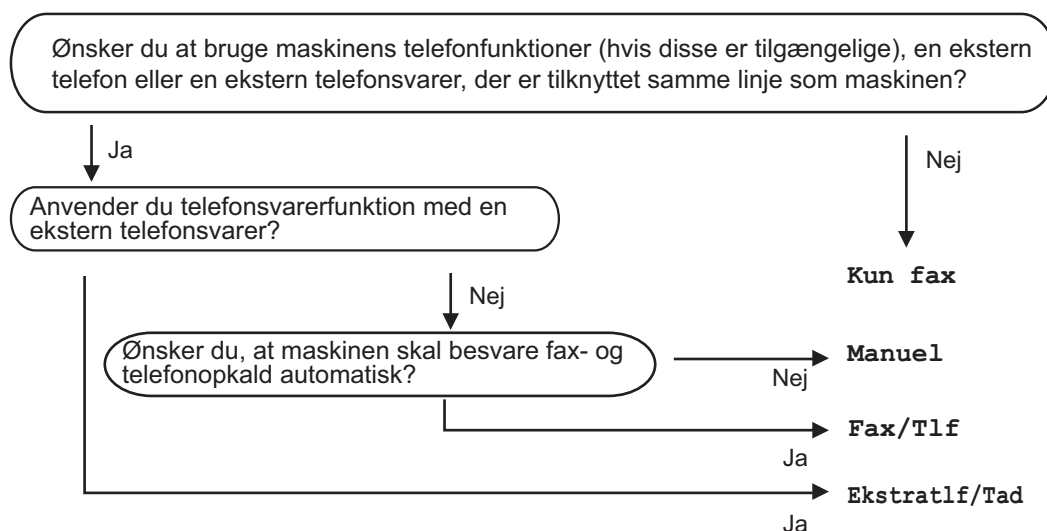 Ønsker du at bruge maskinens telefonfunktioner (hvis disse er tilgængelige), en ekstern
telefon eller en ekstern telefonsvarer, der er tilknyttet samme linje som maskinen?
Ja
Nej
Anvender du telefonsvarerfunktion med en
ekstern telefonsvarer?
Kun fax
Nej
Ønsker du, at maskinen skal besvare fax- og
telefonopkald automatisk?
Nej
Manuel
Ja
Fax/Tlf
Ja
Ekstratlf/Tad